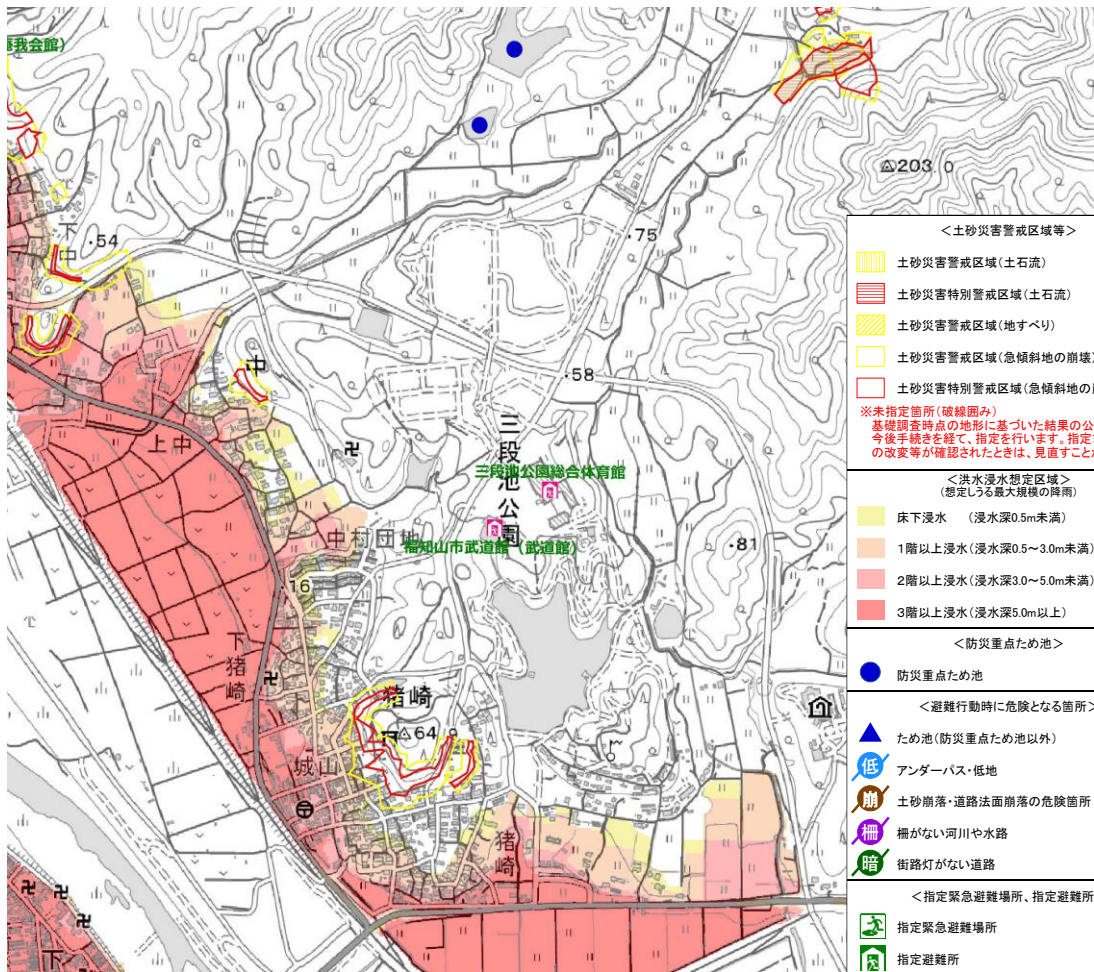 庵我会館)
203.0
54
下中
75
58
中
上中
三段池公園
三段池公園総合体育館
中村団地
福知山市武道館(武道館)
81
16
下猪崎
猪崎
64.9
城山
猪崎
下
<土砂災害警戒区域等>
土砂災害警戒区域(土石流)
土砂災害特別警戒区域(土石流)
土砂災害警戒区域(地すべり)
土砂災害警戒区域(急傾斜地の崩壊)
土砂災害特別警戒区域(急傾斜地の
※未指定箇所(破線囲み)
基礎調査時点の地形に基づいた結果の公
今後手続きを経て、指定を行います。指定
の改変等が確認されたときは、見直すこと
<洪水浸水想定区域>
(想定しうる最大規模の降雨)
床下浸水 (浸水深0.5m未満)
1階以上浸水(浸水深0.5~3.0m未満)
2階以上浸水(浸水深3.0~5.0m未満)
3階以上浸水(浸水深5.0m以上)
<防災重点ため池>
防災重点ため池
<避難行動時に危険となる箇所>
ため池(防災重点ため池以外)
低 アンダーパス・低地
崩 土砂崩落・道路法面崩落の危険箇所
柵 柵がない河川や水路
暗 街路灯がない道路
<指定緊急避難場所、指定避難所
指定緊急避難場所
指定避難所